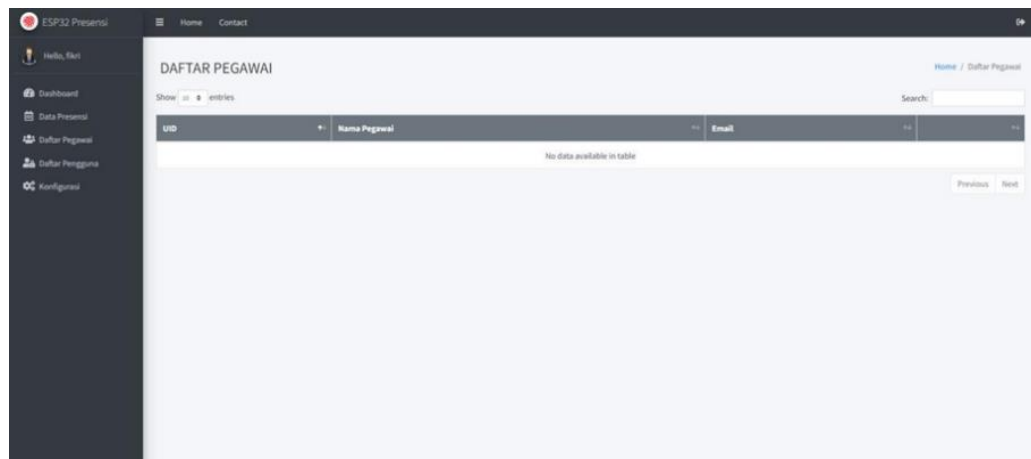 ESP32 Presensi
Home Contact
Hello, fikri
Dashboard
Data Presensi
Daftar Pegawai
Daftar Pengguna
Konfigurasi
DAFTAR PEGAWAI
Home / Daftar Pegawai
Show entries
Search:
UID Nama Pegawai Email
No data available in table
Previous Next